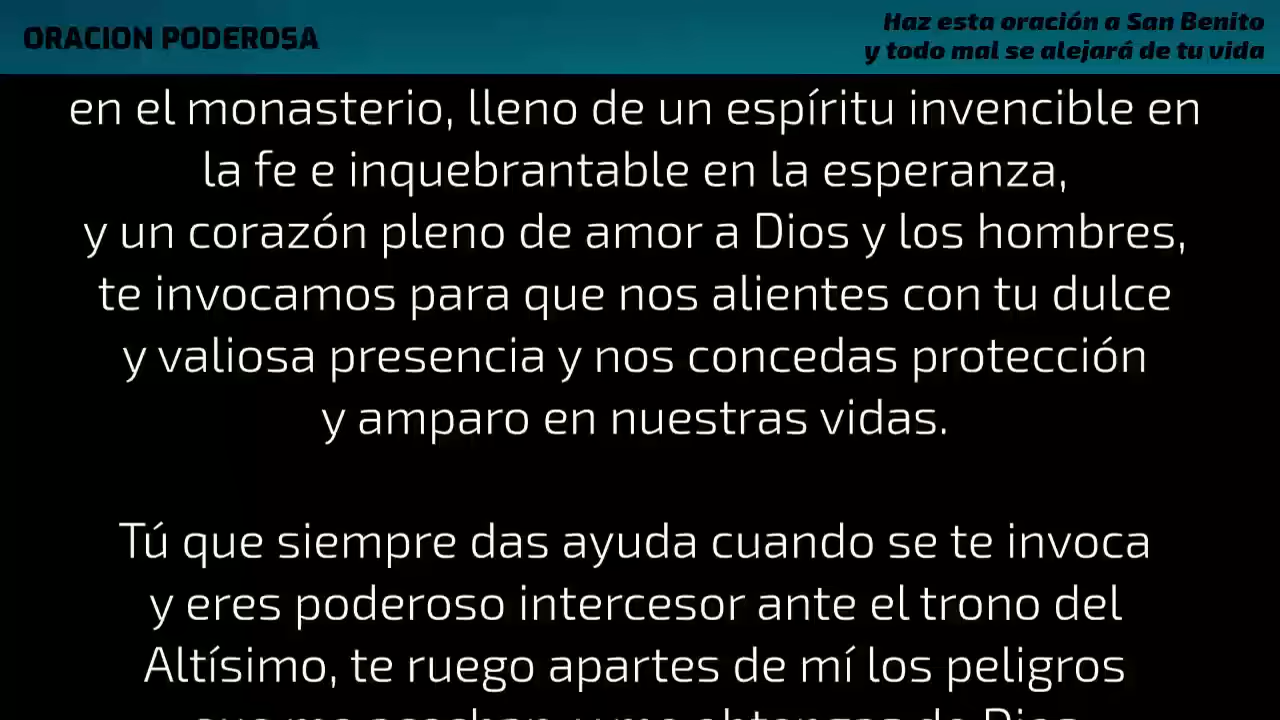 ORACION PODEROSA
Haz esta oración a San Benito
y todo mal se alejará de tu vida
en el monasterio, lleno de un espíritu invencible en
la fe e inquebrantable en la esperanza,
y un corazón pleno de amor a Dios y los hombres,
te invocamos para que nos alientes con tu dulce
y valiosa presencia y nos concedas protección
y amparo en nuestras vidas.
Tú que siempre das ayuda cuando se te invoca
y eres poderoso intercesor ante el trono del
Altísimo, te ruego apartes de mí los peligros